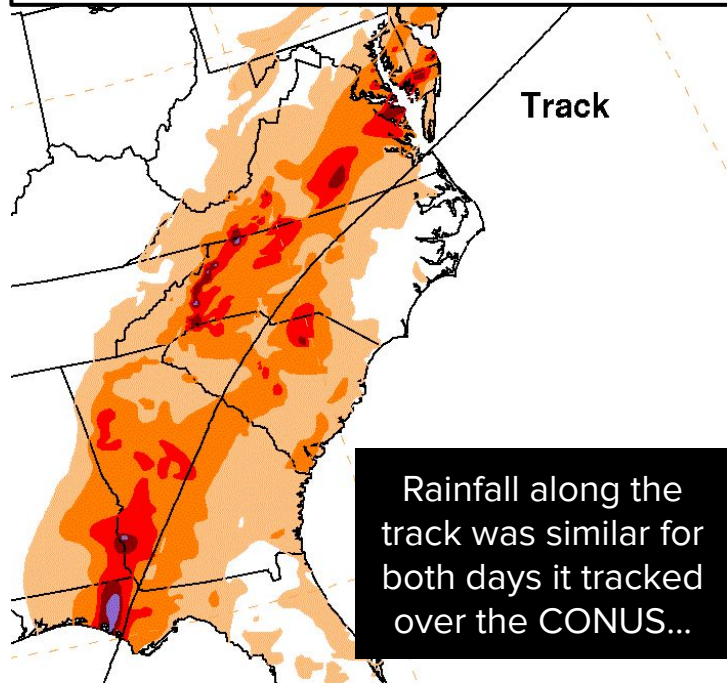 Track
Rainfall along the
track was similar for
both days it tracked
over the CONUS...